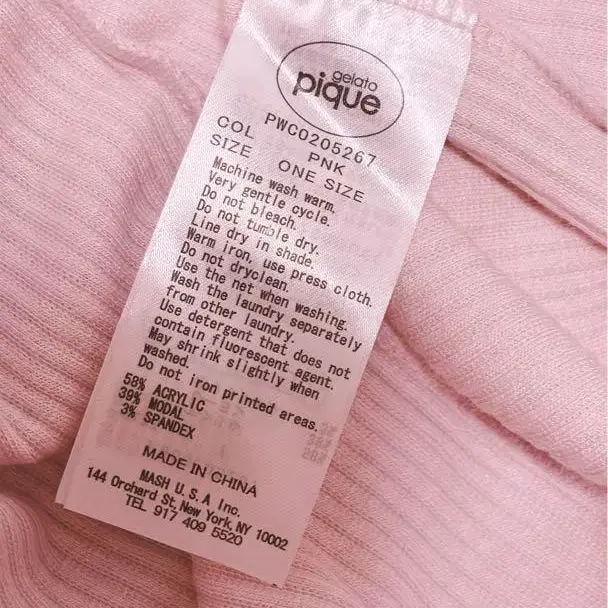 gelato
pique
PWCO205267
COL PNK
SIZE ONE SIZE
Machine wash warm.
Very gentle cycle.
Do not bleach.
Do not tumble dry.
Line dry in shade.
Warm iron, use press cloth.
Do not dryclean.
Use the net when washing.
Wash the laundry separately
from other laundry.
Use detergent that does not
contain fluorescent agent.
May shrink slightly when
washed.
Do not iron printed areas.
58% ACRYLIC
39% MODAL
3% SPANDEX
MADE IN CHINA
MASH U.S.A Inc.
144 Orchard St, New York, NY 10002
TEL 917 409 5520